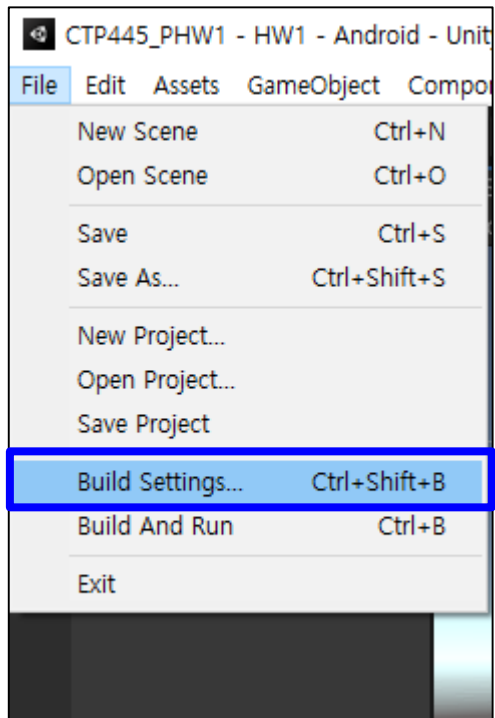 CTP445_PHW1 - HW1 - Android - Unit
File Edit Assets GameObject Compo
New Scene Ctrl+N
Open Scene Ctrl+O
Save Ctrl+S
Save As... Ctrl+Shift+S
New Project...
Open Project...
Save Project
Build Settings... Ctrl+Shift+B
Build And Run Ctrl+B
Exit